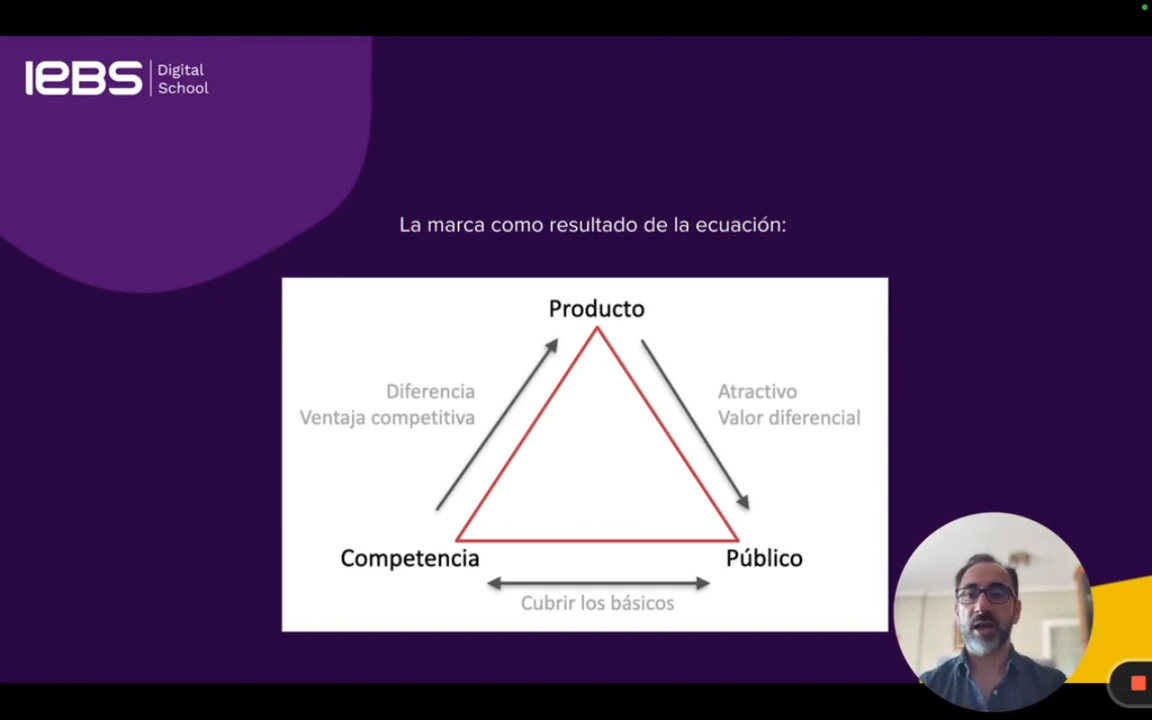 IEBS Digital
School
La marca como resultado de la ecuación:
Producto
Diferencia
Ventaja competitiva
Atractivo
Valor diferencial
Competencia
Público
Cubrir los básicos